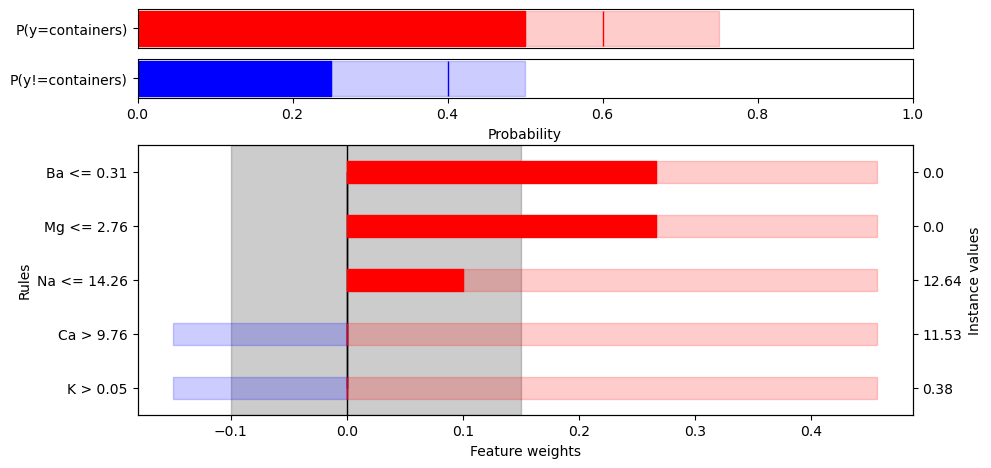 P(y=containers)
P(y!=containers)
0.0 0.2 0.4 0.6 0.8 1.0
Probability
Ba <= 0.31 0.0
Mg <= 2.76 0.0
Na <= 14.26 12.64
Ca > 9.76 11.53
K > 0.05 0.38
Rules
Instance values
−0.1 0.0 0.1 0.2 0.3 0.4
Feature weights